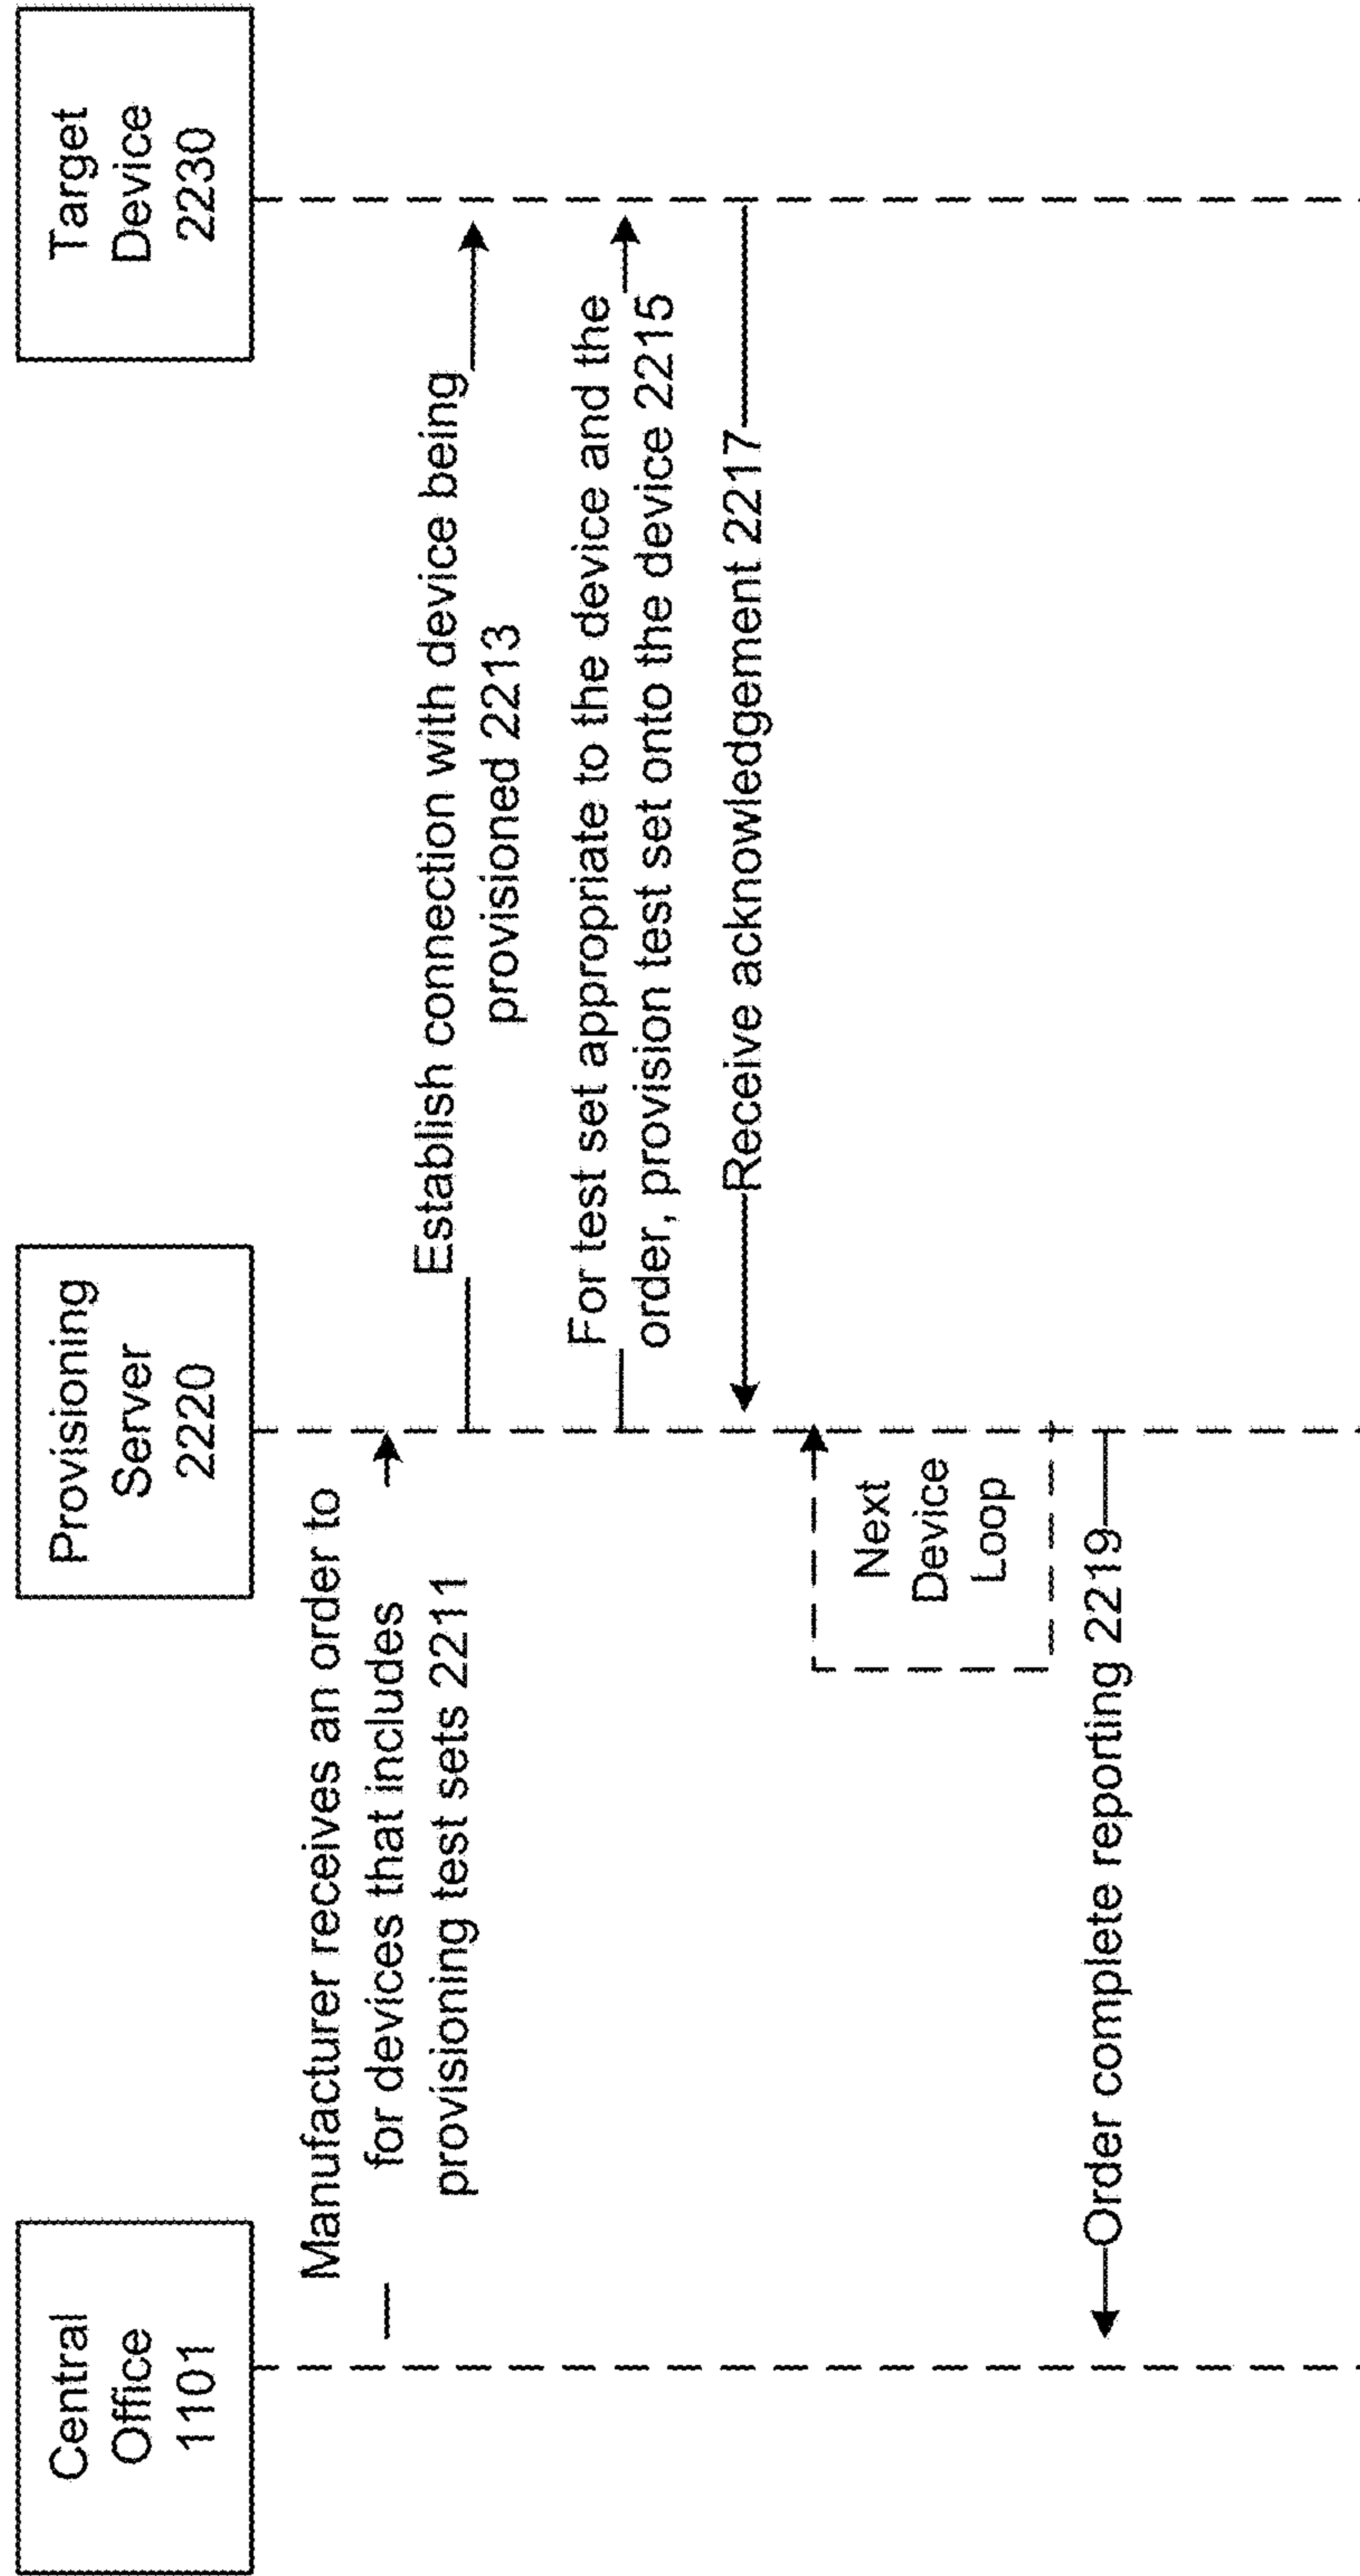 Central
Office
1101
Provisioning
Server
2220
Target
Device
2230
Manufacturer receives an order to
for devices that includes
provisioning test sets 2211
Establish connection with device being
provisioned 2213
For test set appropriate to the device and the
order, provision test set onto the device 2215
Receive acknowledgement 2217
Next
Device
Loop
Order complete reporting 2219